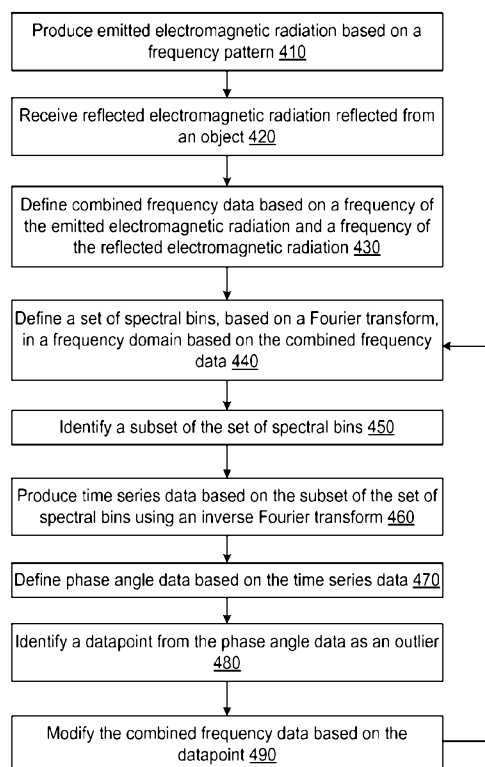 Produce emitted electromagnetic radiation based on a
frequency pattern 410
Receive reflected electromagnetic radiation reflected from
an object 420
Define combined frequency data based on a frequency of
the emitted electromagnetic radiation and a frequency of
the reflected electromagnetic radiation 430
Define a set of spectral bins, based on a Fourier transform,
in a frequency domain based on the combined frequency
data 440
Identify a subset of the set of spectral bins 450
Produce time series data based on the subset of the set of
spectral bins using an inverse Fourier transform 460
Define phase angle data based on the time series data 470
Identify a datapoint from the phase angle data as an outlier
480
Modify the combined frequency data based on the
datapoint 490